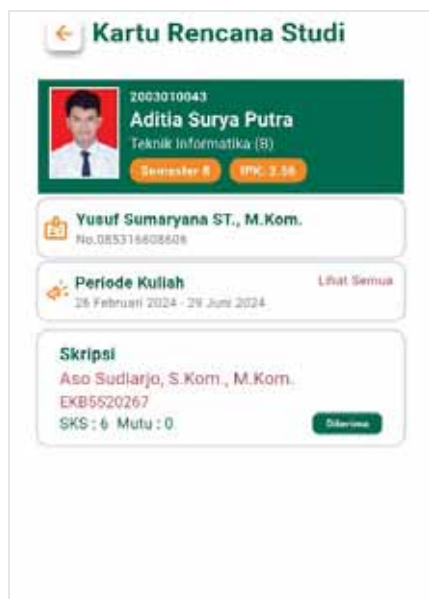 Kartu Rencana Studi
2003010043
Aditia Surya Putra
Teknik Informatika (B)
Semester 8
IPK: 3.56
Yusuf Sumaryana ST., M.Kom.
No.085316608606
Periode Kuliah
Lihat Semua
26 Februari 2024 - 29 Juni 2024
Skripsi
Aso Sudiarjo, S.Kom., M.Kom.
EKB5520267
SKS : 6 Mutu : 0
Diterima